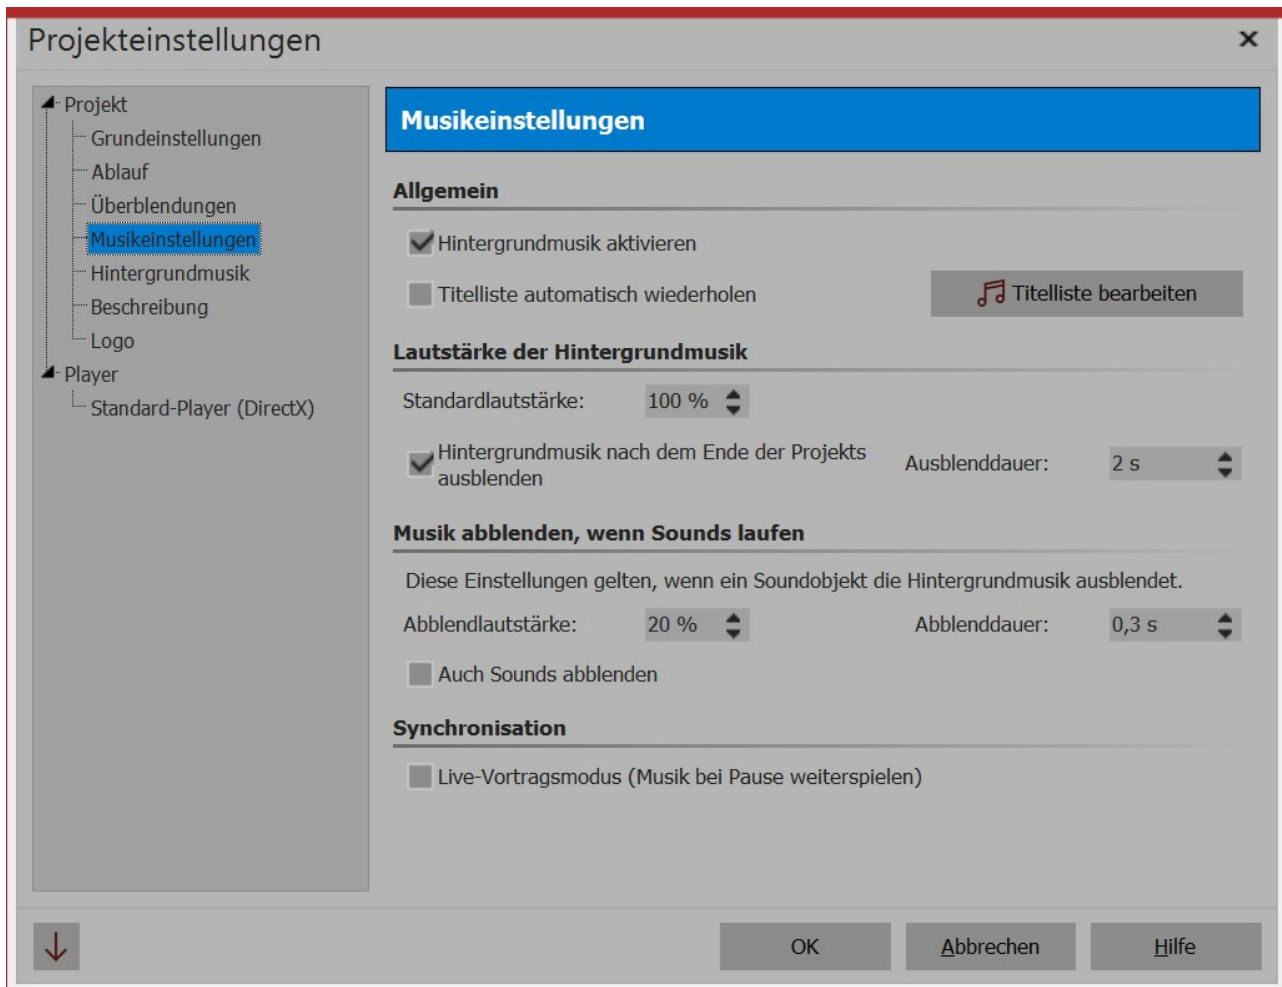 Projekteinstellungen
Projekt
Grundeinstellungen
Ablauf
Überblendungen
Musikeinstellungen
Hintergrundmusik
Beschreibung
Logo
Player
Standard-Player (DirectX)
Musikeinstellungen
Allgemein
Hintergrundmusik aktivieren
Titelliste automatisch wiederholen
Titelliste bearbeiten
Lautstärke der Hintergrundmusik
Standardlautstärke: 100 %
Hintergrundmusik nach dem Ende der Projekts
ausblenden
Ausblenddauer: 2 s
Musik abblenden, wenn Sounds laufen
Diese Einstellungen gelten, wenn ein Soundobjekt die Hintergrundmusik ausblendet.
Abblendlautstärke: 20 % Abblenddauer: 0,3 s
Auch Sounds abblenden
Synchronisation
Live-Vortragsmodus (Musik bei Pause weiterspielen)
OK Abbrechen Hilfe